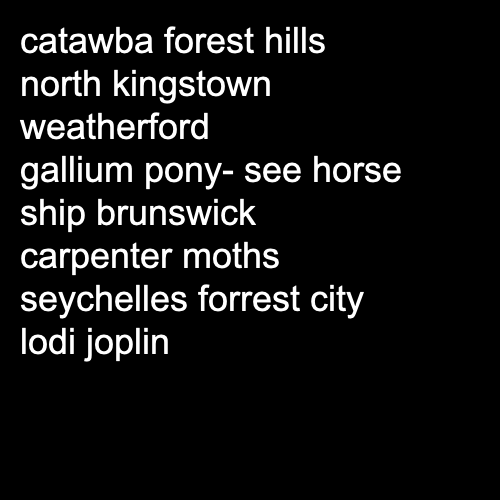 catawba forest hills
north kingstown
weatherford
gallium pony- see horse
ship brunswick
carpenter moths
seychelles forrest city
lodi joplin